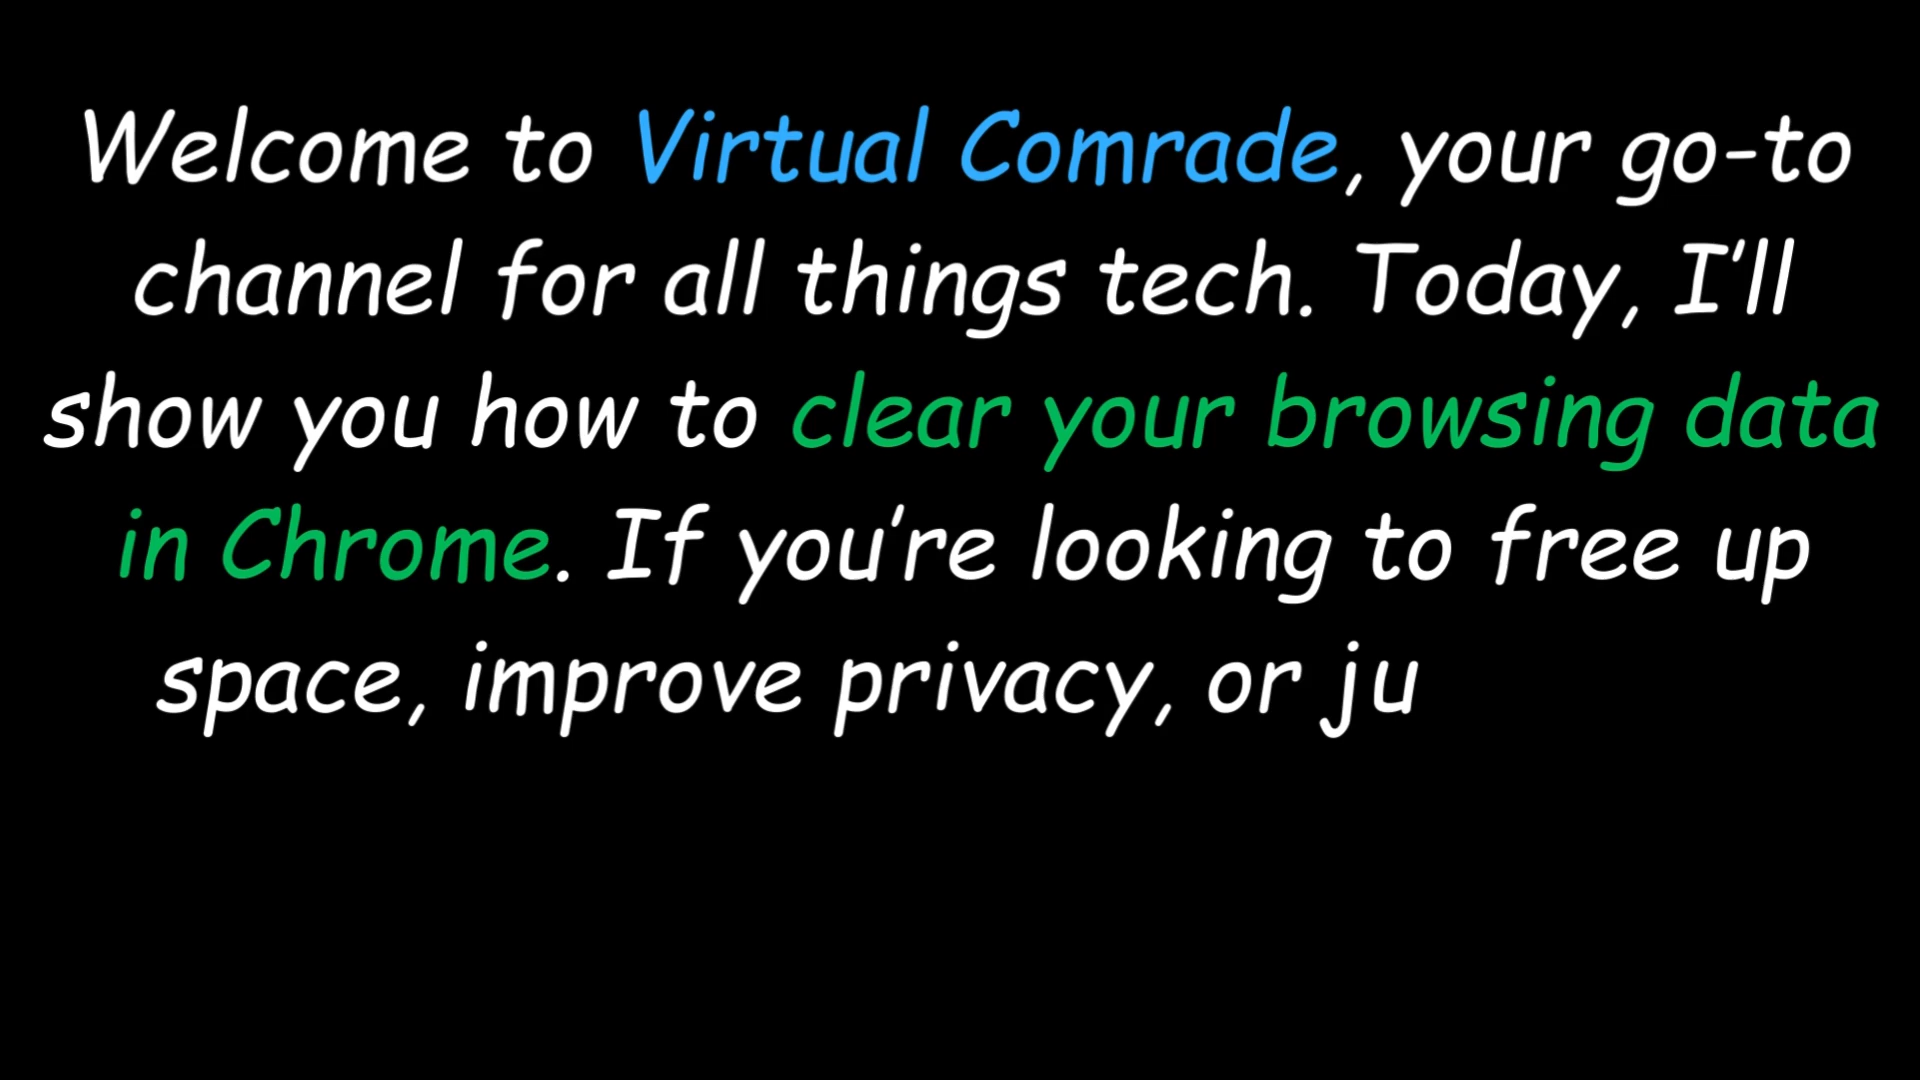 Welcome to Virtual Comrade, your go-to
channel for all things tech. Today, I’ll
show you how to clear your browsing data
in Chrome. If you’re looking to free up
space, improve privacy, or ju